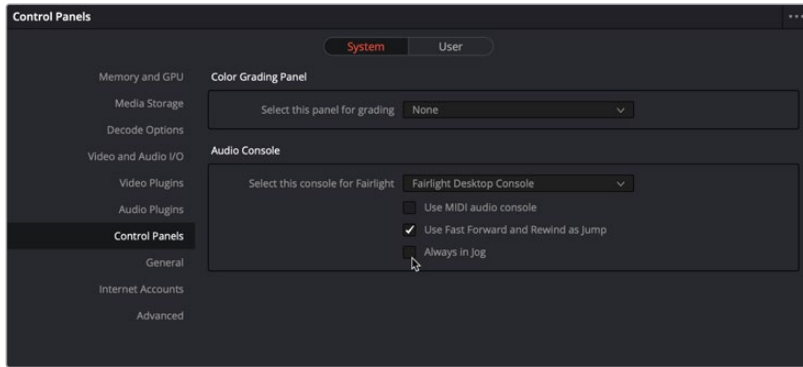 Control Panels
System User
Memory and GPU
Media Storage
Decode Options
Video and Audio I/O
Video Plugins
Audio Plugins
Control Panels
General
Internet Accounts
Advanced
Color Grading Panel
Select this panel for grading None
Audio Console
Select this console for Fairlight Fairlight Desktop Console
Use MIDI audio console
Use Fast Forward and Rewind as Jump
Always in Jog